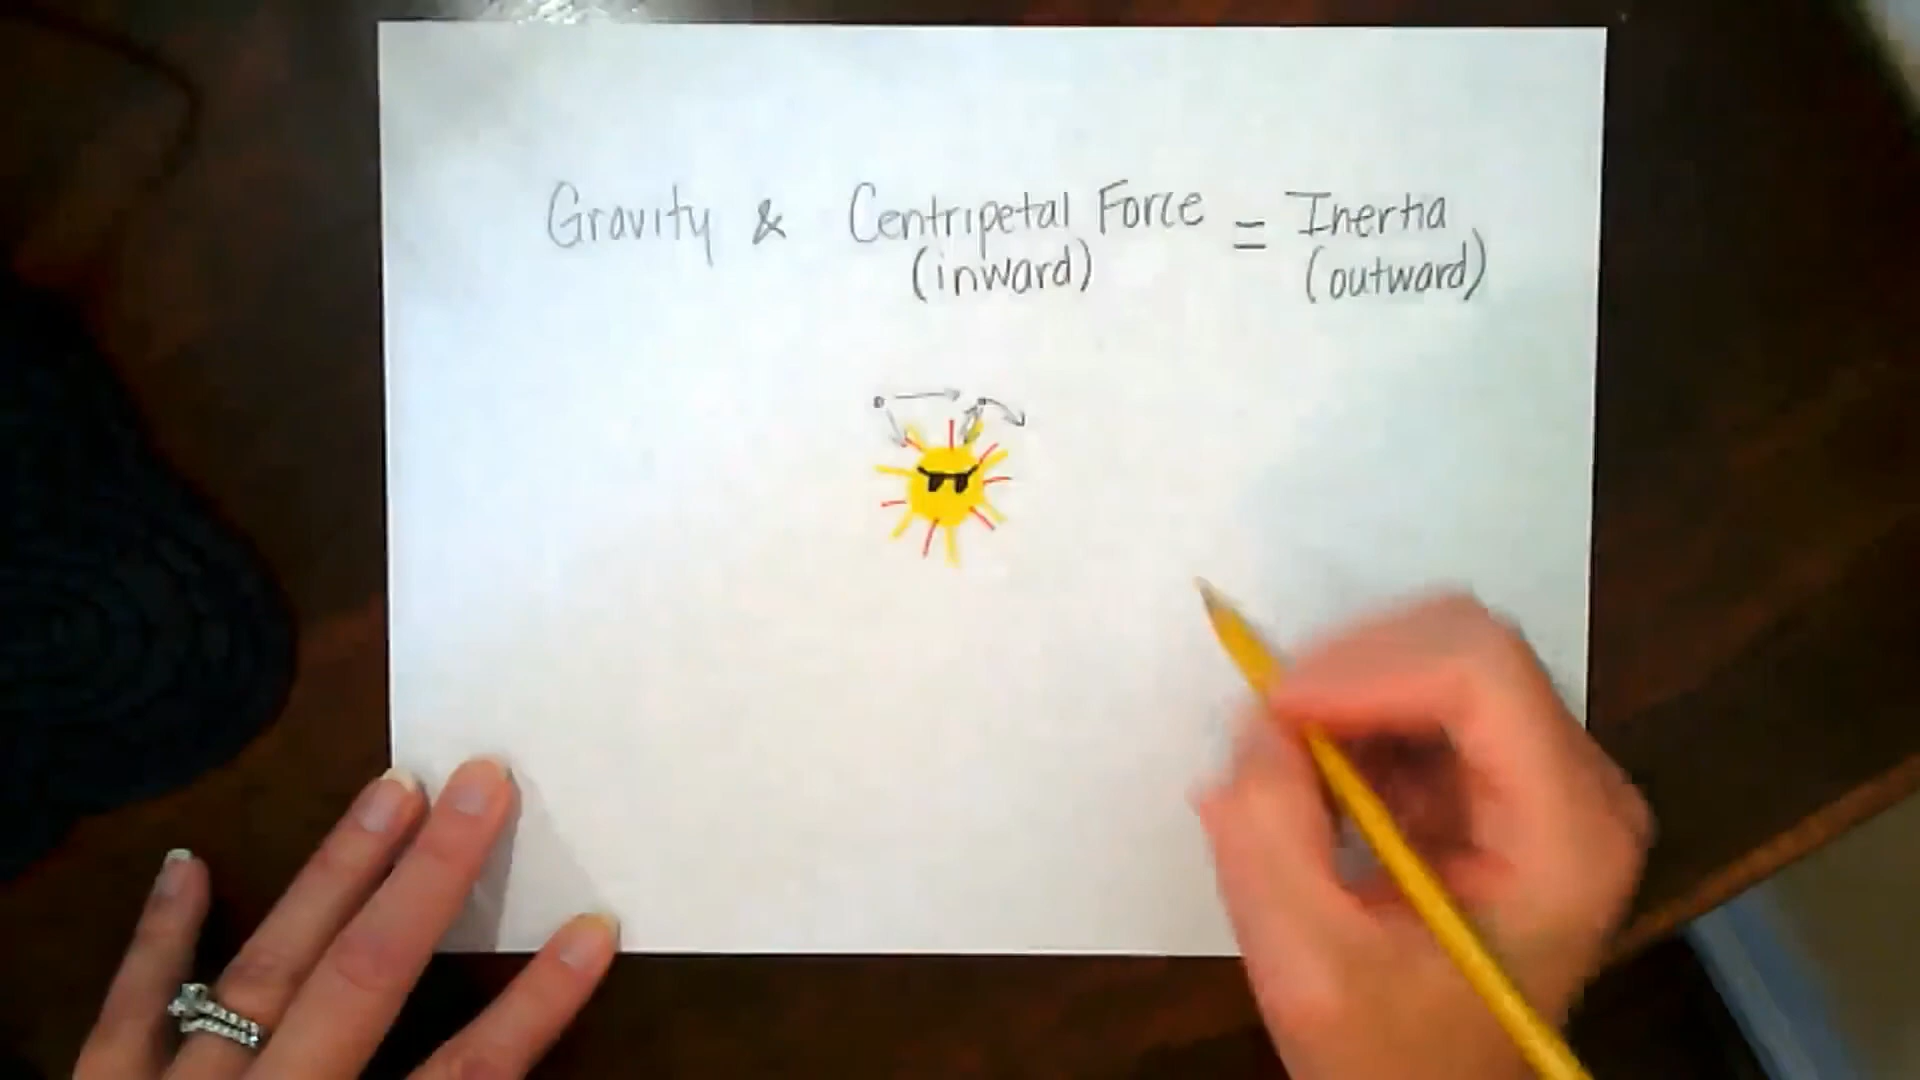 Gravity & Centripetal Force = Inertia
(inward) (outward)